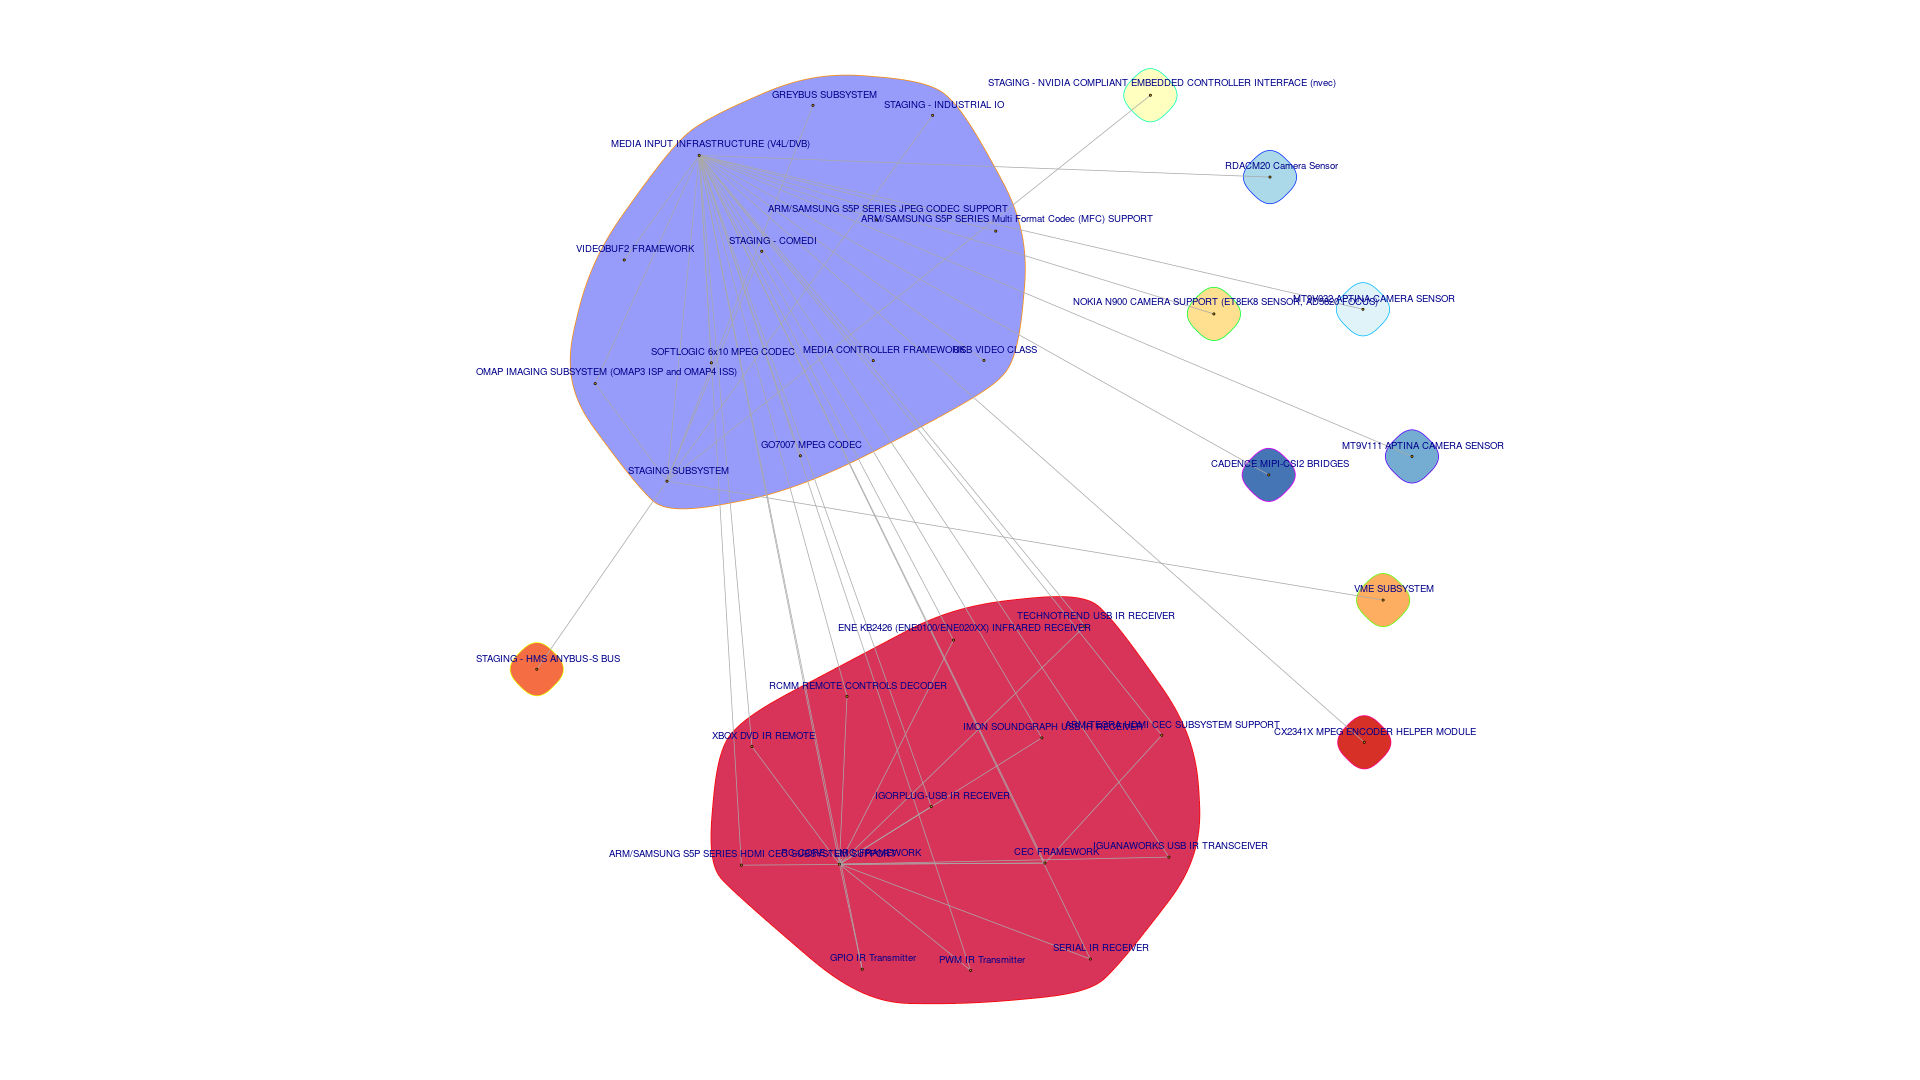 STAGING - NVIDIA COMPLIANT EMBEDDED CONTROLLER INTERFACE (nvec)
GREYBUS SUBSYSTEM
STAGING - INDUSTRIAL IO
MEDIA INPUT INFRASTRUCTURE (V4L/DVB)
RDACM20 Camera Sensor
ARM/SAMSUNG S5P SERIES JPEG CODEC SUPPORT
ARM/SAMSUNG S5P SERIES Multi Format Codec (MFC) SUPPORT
STAGING - COMEDI
VIDEOBUF2 FRAMEWORK
NOKIA N900 CAMERA SUPPORT (ET8EK8 SENSOR, AD5820 FOCUS)
MT9V032 APTINA CAMERA SENSOR
SOFTLOGIC 6x10 MPEG CODEC
MEDIA CONTROLLER FRAMEWORK
USB VIDEO CLASS
OMAP IMAGING SUBSYSTEM (OMAP3 ISP and OMAP4 ISS)
GO7007 MPEG CODEC
MT9V111 APTINA CAMERA SENSOR
CADENCE MIPI-CSI2 BRIDGES
STAGING SUBSYSTEM
VME SUBSYSTEM
TECHNOTREND USB IR RECEIVER
ENE KB2426 (ENE0100/ENE020XX) INFRARED RECEIVER
STAGING - HMS ANYBUS-S BUS
RCMM REMOTE CONTROLS DECODER
IMON SOUNDGRAPH USB IR RECEIVER
ARM TEGRA HDMI CEC SUBSYSTEM SUPPORT
CX2341X MPEG ENCODER HELPER MODULE
XBOX DVD IR REMOTE
IGORPLUG-USB IR RECEIVER
IGUANAWORKS USB IR TRANSCEIVER
ARM/SAMSUNG S5P SERIES HDMI CEC SUBSYSTEM SUPPORT
FRAMEWORK
CEC FRAMEWORK
SERIAL IR RECEIVER
GPIO IR Transmitter
PWM IR Transmitter